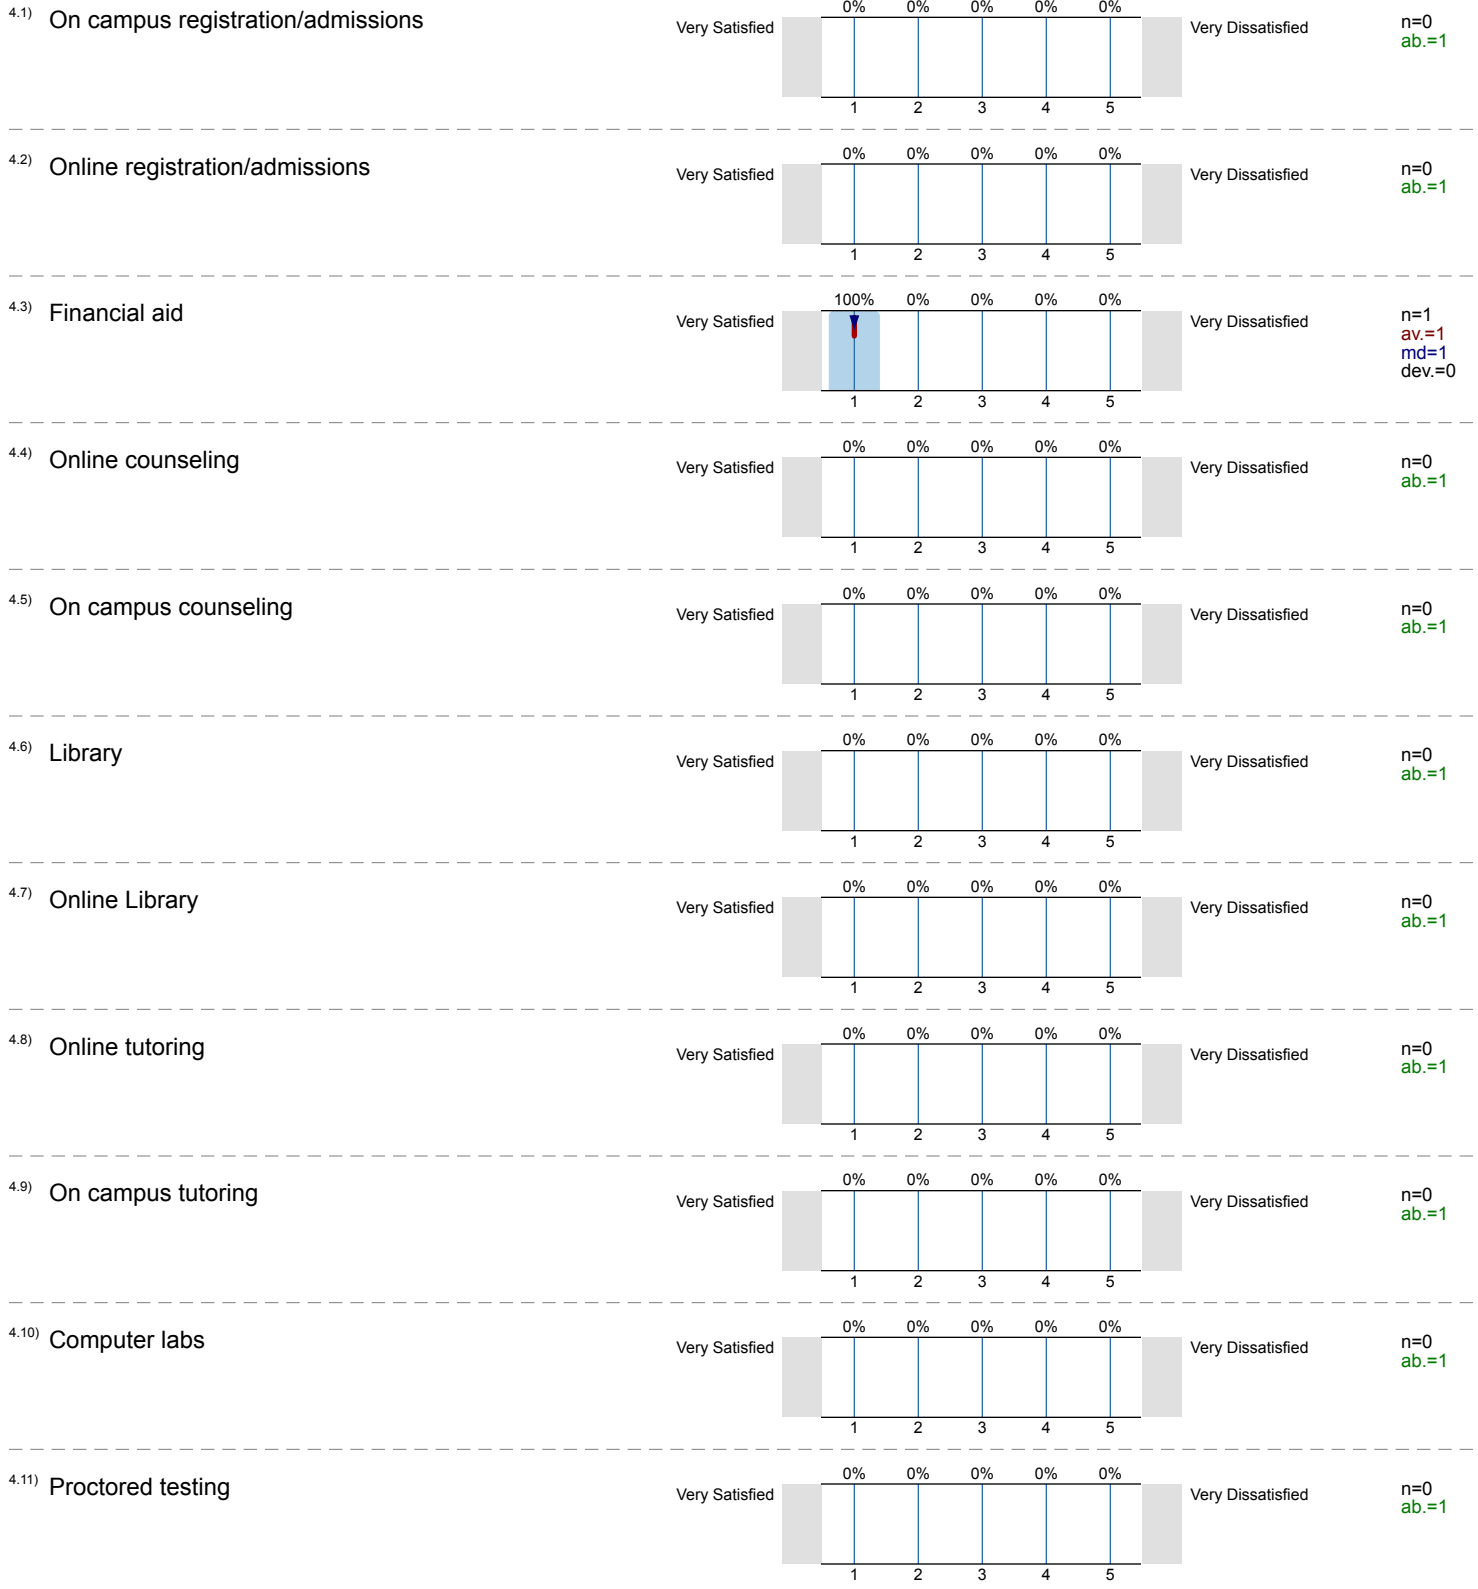 4.1) On campus registration/admissions
0% 0% 0% 0% 0%
Very Satisfied Very Dissatisfied n=0
ab.=1
1 2 3 4 5
4.2) Online registration/admissions
0% 0% 0% 0% 0%
Very Satisfied Very Dissatisfied n=0
ab.=1
1 2 3 4 5
4.3) Financial aid
100% 0% 0% 0% 0%
Very Satisfied Very Dissatisfied n=1
av.=1
md=1
dev.=0
1 2 3 4 5
4.4) Online counseling
0% 0% 0% 0% 0%
Very Satisfied Very Dissatisfied n=0
ab.=1
1 2 3 4 5
4.5) On campus counseling
0% 0% 0% 0% 0%
Very Satisfied Very Dissatisfied n=0
ab.=1
1 2 3 4 5
4.6) Library
0% 0% 0% 0% 0%
Very Satisfied Very Dissatisfied n=0
ab.=1
1 2 3 4 5
4.7) Online Library
0% 0% 0% 0% 0%
Very Satisfied Very Dissatisfied n=0
ab.=1
1 2 3 4 5
4.8) Online tutoring
0% 0% 0% 0% 0%
Very Satisfied Very Dissatisfied n=0
ab.=1
1 2 3 4 5
4.9) On campus tutoring
0% 0% 0% 0% 0%
Very Satisfied Very Dissatisfied n=0
ab.=1
1 2 3 4 5
4.10) Computer labs
0% 0% 0% 0% 0%
Very Satisfied Very Dissatisfied n=0
ab.=1
1 2 3 4 5
4.11) Proctored testing
0% 0% 0% 0% 0%
Very Satisfied Very Dissatisfied n=0
ab.=1
1 2 3 4 5